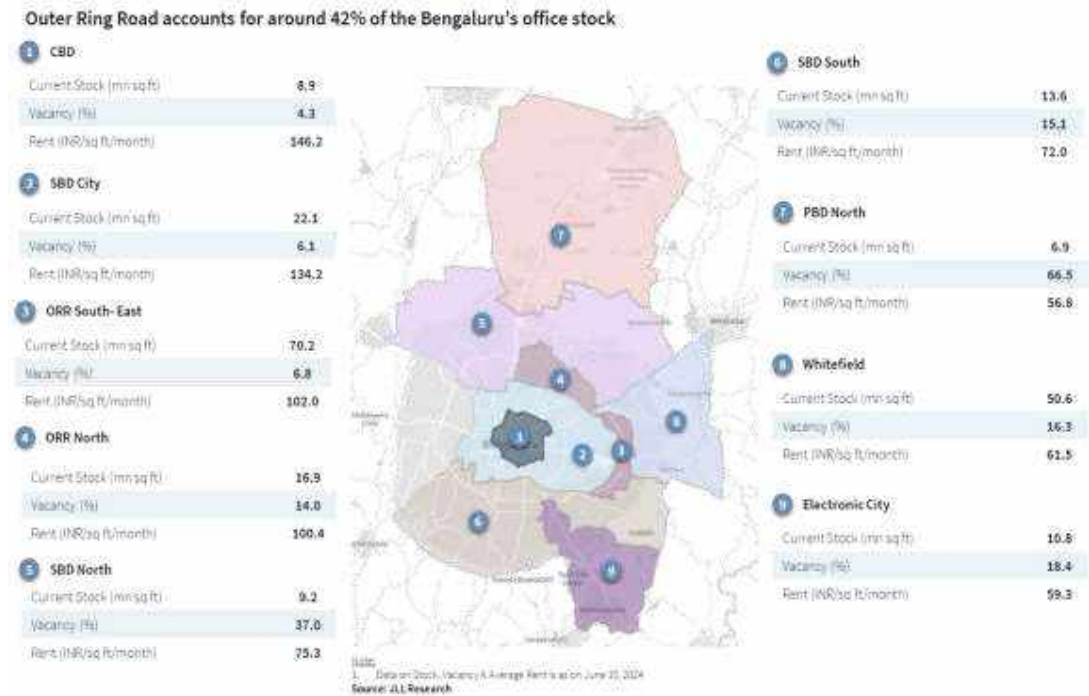 Outer Ring Road accounts for around 42% of the Bengaluru's office stock
1 CBD
Current Stock (mn sq ft) 8.9
Vacancy (%) 4.3
Rent (INR/sq ft/month) 146.2
2 SBD City
Current Stock (mn sq ft) 22.1
Vacancy (%) 6.1
Rent (INR/sq ft/month) 134.2
3 ORR South-East
Current Stock (mn sq ft) 70.2
Vacancy (%) 6.8
Rent (INR/sq ft/month) 102.0
4 ORR North
Current Stock (mn sq ft) 16.9
Vacancy (%) 14.0
Rent (INR/sq ft/month) 100.4
5 SBD North
Current Stock (mn sq ft) 9.2
Vacancy (%) 37.0
Rent (INR/sq ft/month) 75.3
6 SBD South
Current Stock (mn sq ft) 13.6
Vacancy (%) 15.1
Rent (INR/sq ft/month) 72.0
7 PBD North
Current Stock (mn sq ft) 6.9
Vacancy (%) 66.5
Rent (INR/sq ft/month) 56.8
8 Whitefield
Current Stock (mn sq ft) 50.6
Vacancy (%) 16.3
Rent (INR/sq ft/month) 61.5
9 Electronic City
Current Stock (mn sq ft) 10.8
Vacancy (%) 18.4
Rent (INR/sq ft/month) 59.3
7
5
4
8
1
2
3
6
9
1. Data on Stock, Vacancy & Average Rent is as on June 30, 2024
Source: JLL Research